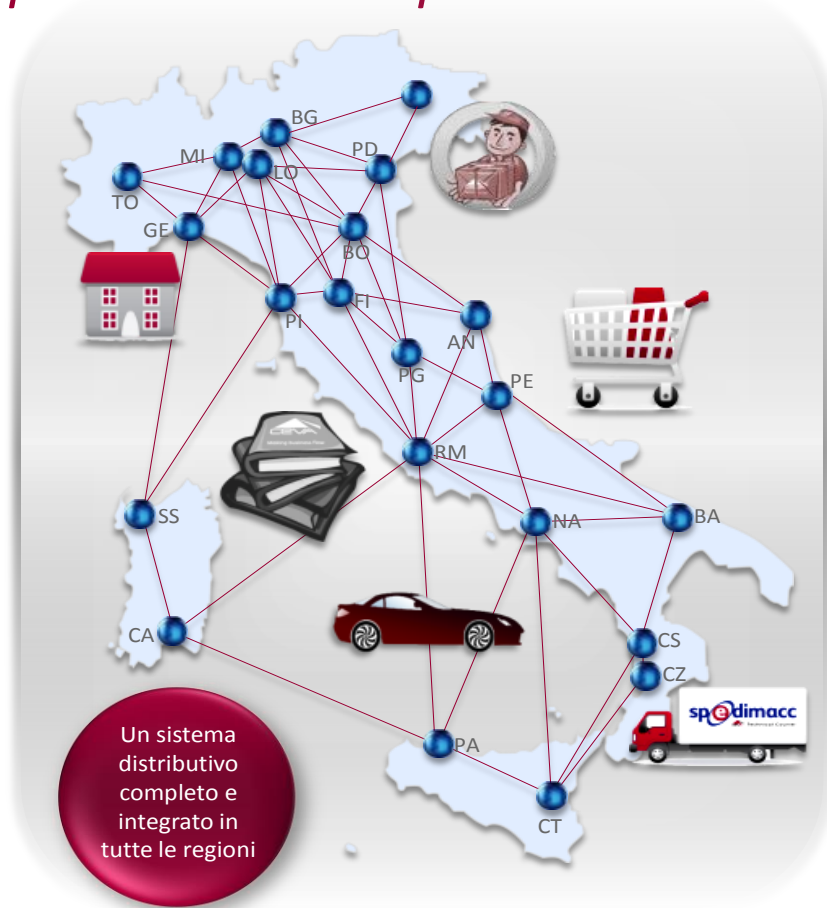 BG
PD
MI
LO
TO
GE
BO
FI
PI
AN
PG
PE
RM
SS
NA
BA
CA
CS
CZ
PA
CT
CEVA
spedimacc
Un sistema
distributivo
completo e
integrato in
tutte le regioni